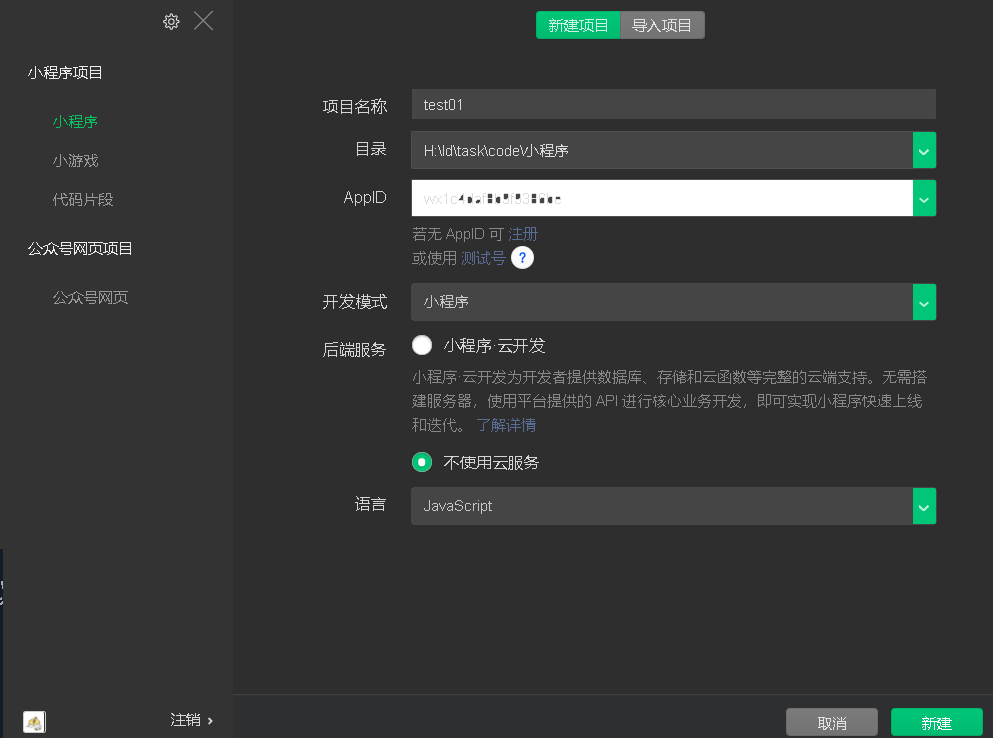 新建项目 导入项目
小程序项目
小程序
小游戏
代码片段
公众号网页项目
公众号网页
注销 ›
项目名称 test01
目录 H:\ld\task\code\小程序
AppID
若无 AppID 可 注册
或使用 测试号 ?
开发模式 小程序
后端服务 小程序·云开发
小程序·云开发为开发者提供数据库、存储和云函数等完整的云端支持。无需搭
建服务器，使用平台提供的 API 进行核心业务开发，即可实现小程序快速上线
和迭代。 了解详情
不使用云服务
语言 JavaScript
取消 新建